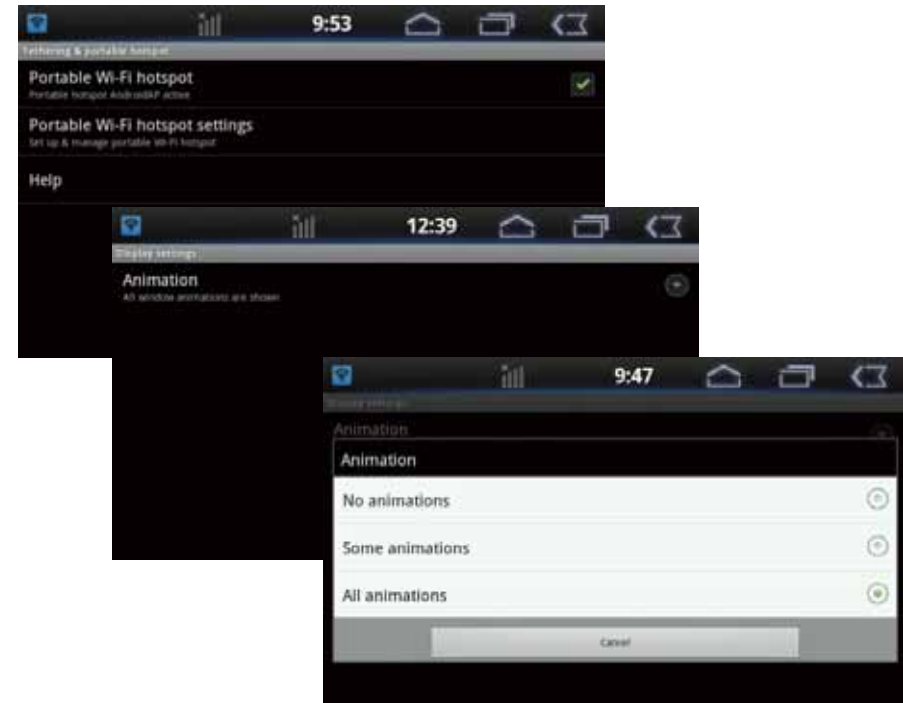 9:53
Tethering & portable hotspot
Portable Wi-Fi hotspot
Portable hotspot AndroidAP active
Portable Wi-Fi hotspot settings
Set up & manage portable Wi-Fi hotspot
Help
12:39
Display settings
Animation
All window animations are shown
9:47
Display settings
Animation
Animation
No animations
Some animations
All animations
Cancel